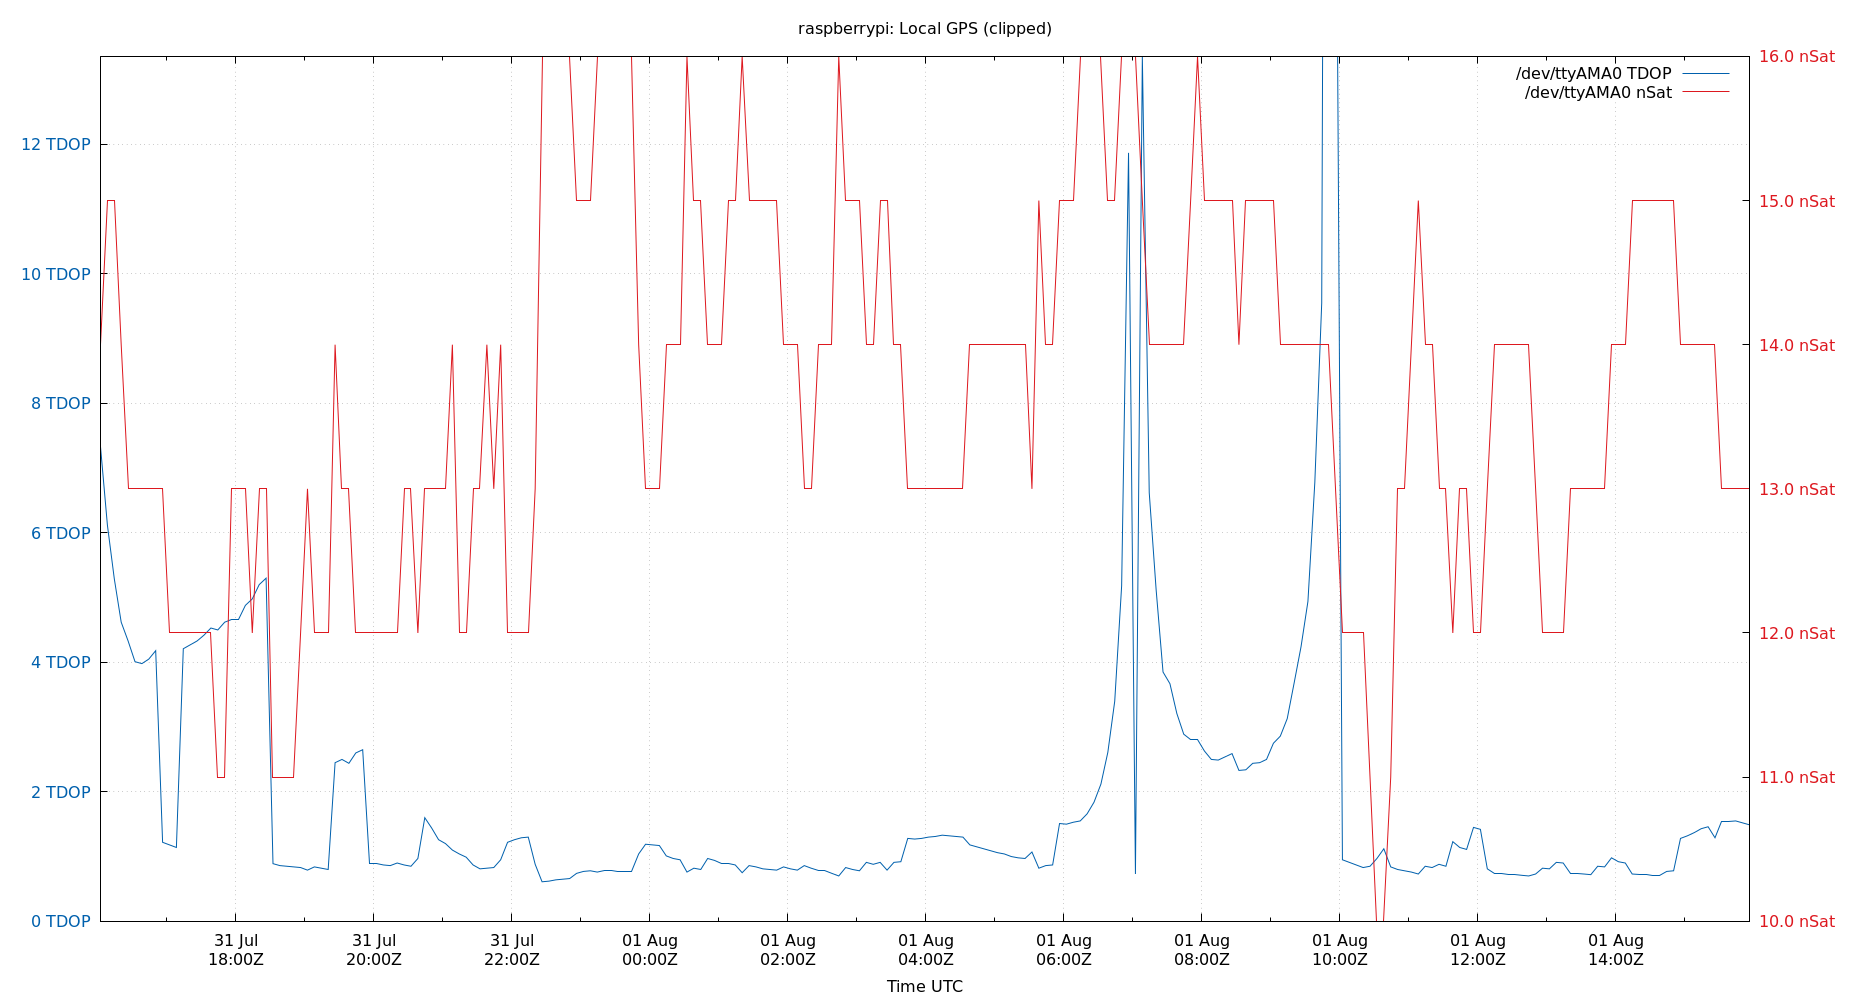 raspberrypi: Local GPS (clipped)
/dev/ttyAMA0 TDOP
/dev/ttyAMA0 nSat
12 TDOP
10 TDOP
8 TDOP
6 TDOP
4 TDOP
2 TDOP
0 TDOP
16.0 nSat
15.0 nSat
14.0 nSat
13.0 nSat
12.0 nSat
11.0 nSat
10.0 nSat
31 Jul
18:00Z
31 Jul
20:00Z
31 Jul
22:00Z
01 Aug
00:00Z
01 Aug
02:00Z
01 Aug
04:00Z
01 Aug
06:00Z
01 Aug
08:00Z
01 Aug
10:00Z
01 Aug
12:00Z
01 Aug
14:00Z
Time UTC